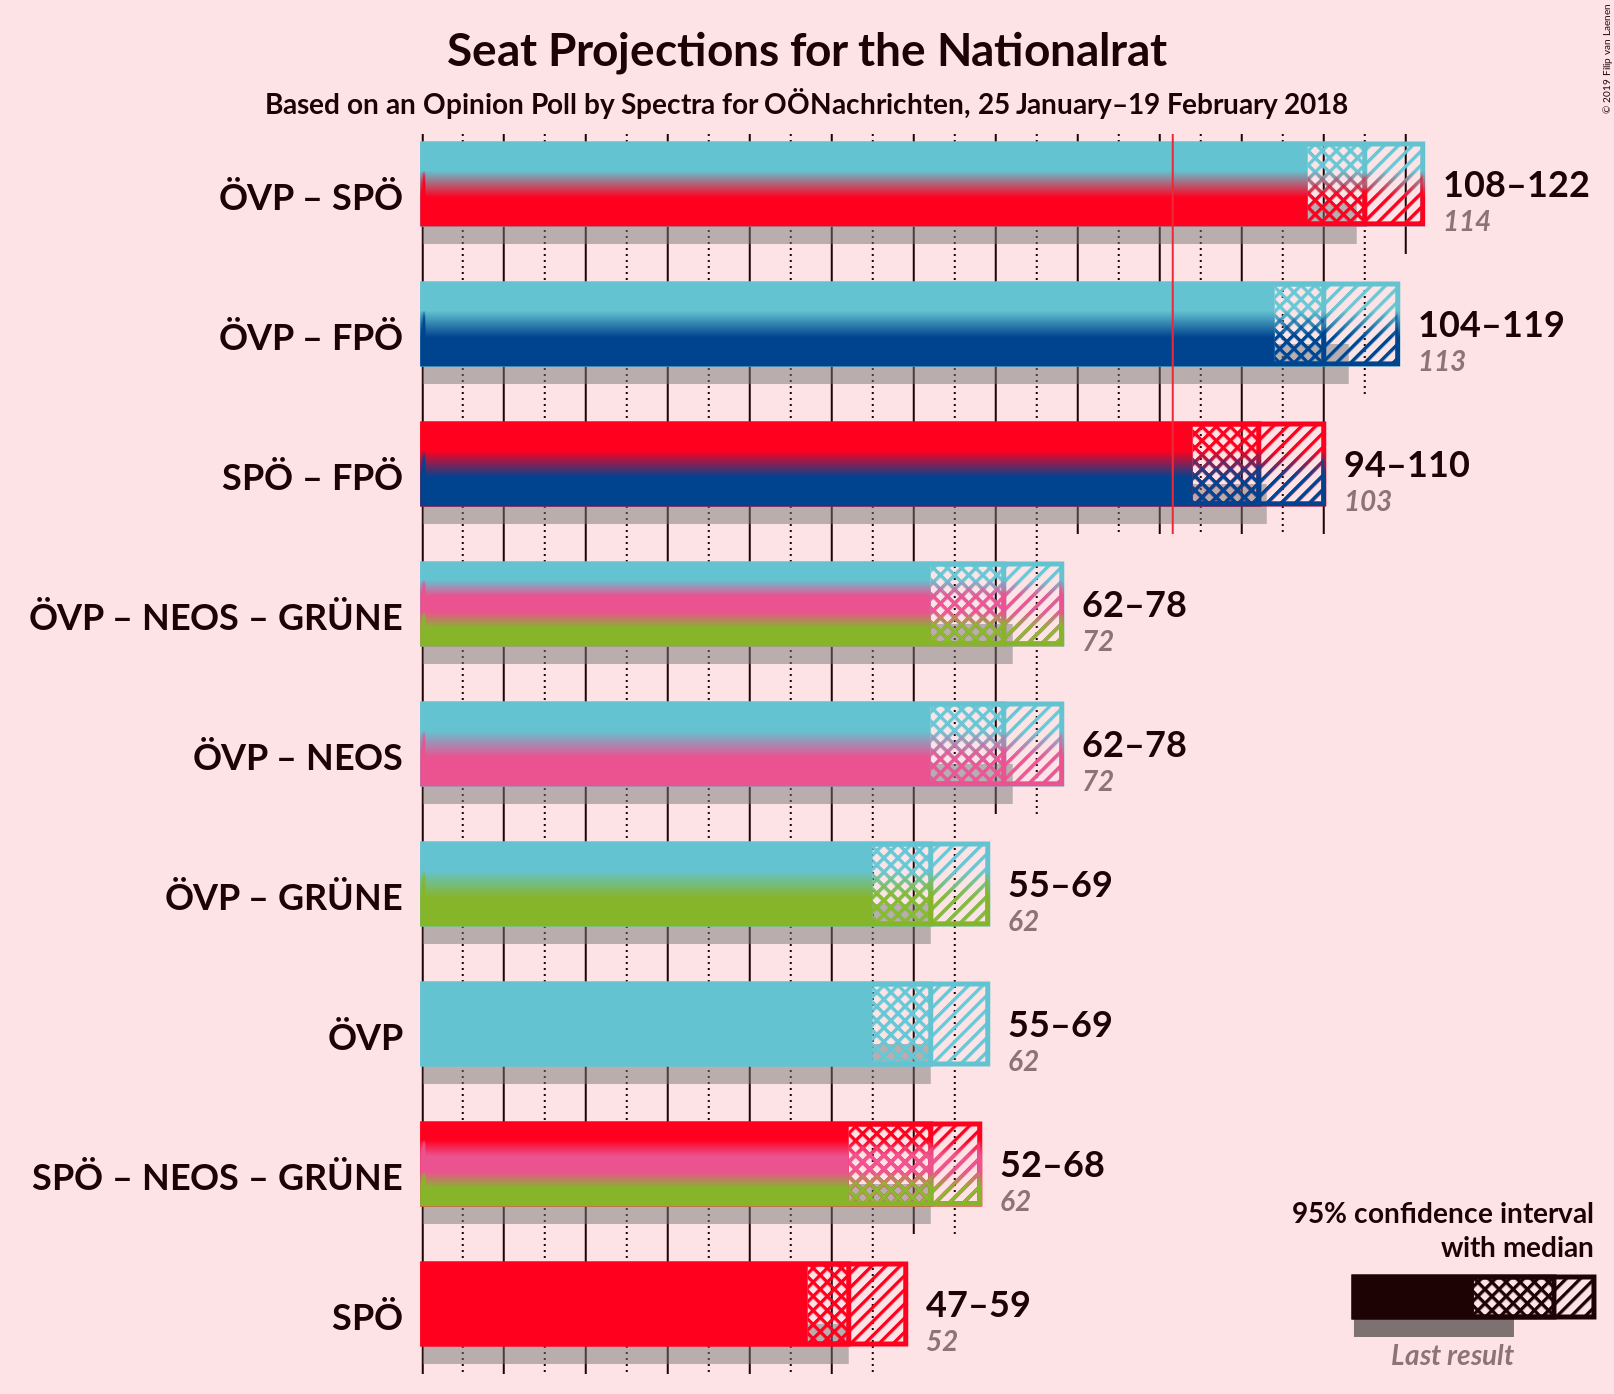 Seat Projections for the Nationalrat
Based on an Opinion Poll by Spectra for OÖNachrichten, 25 January–19 February 2018
© 2019 Filip van Laenen
ÖVP – SPÖ
108–122
114
ÖVP – FPÖ
104–119
113
SPÖ – FPÖ
94–110
103
ÖVP – NEOS – GRÜNE
62–78
72
ÖVP – NEOS
62–78
72
ÖVP – GRÜNE
55–69
62
ÖVP
55–69
62
SPÖ – NEOS – GRÜNE
52–68
62
SPÖ
47–59
52
95% confidence interval
with median
Last result